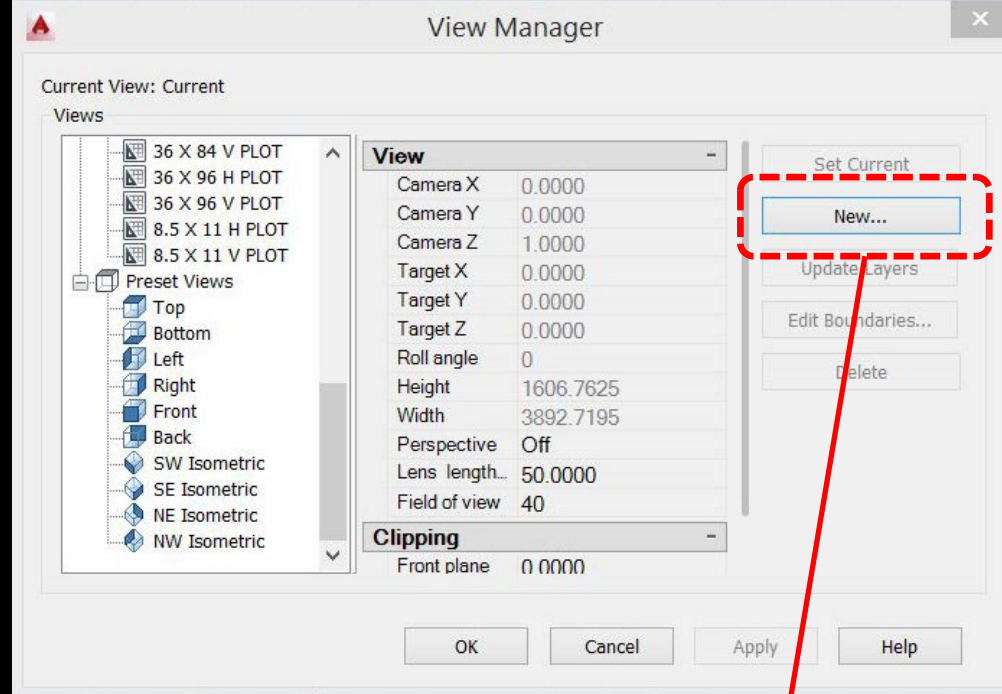 View Manager
Current View: Current
Views
36 X 84 V PLOT
36 X 96 H PLOT
36 X 96 V PLOT
8.5 X 11 H PLOT
8.5 X 11 V PLOT
Preset Views
Top
Bottom
Left
Right
Front
Back
SW Isometric
SE Isometric
NE Isometric
NW Isometric
View
Camera X 0.0000
Camera Y 0.0000
Camera Z 1.0000
Target X 0.0000
Target Y 0.0000
Target Z 0.0000
Roll angle 0
Height 1606.7625
Width 3892.7195
Perspective Off
Lens length... 50.0000
Field of view 40
Clipping
Front plane 0.0000
Set Current
New...
Update Layers
Edit Boundaries...
Delete
OK
Cancel
Apply
Help